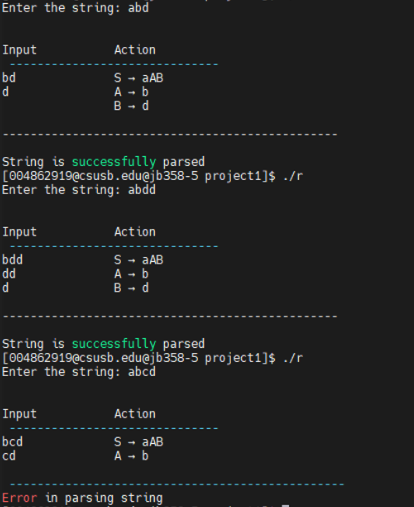 Enter the string: abd
Input Action
------------------------------
bd S → aAB
d A → b
B → d
------------------------------------------------
String is successfully parsed
[004862919@csusb.edu@jb358-5 project1]$ ./r
Enter the string: abdd
Input Action
------------------------------
bdd S → aAB
dd A → b
d B → d
------------------------------------------------
String is successfully parsed
[004862919@csusb.edu@jb358-5 project1]$ ./r
Enter the string: abcd
Input Action
------------------------------
bcd S → aAB
cd A → b
------------------------------------------------
Error in parsing string